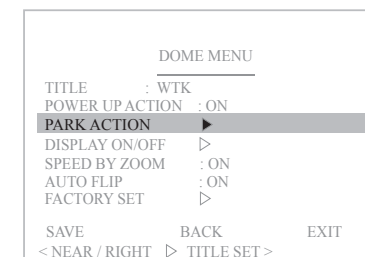 DOME MENU
TITLE : WTK
POWER UP ACTION : ON
PARK ACTION ▶
DISPLAY ON/OFF ▷
SPEED BY ZOOM : ON
AUTO FLIP : ON
FACTORY SET ▷
SAVE BACK EXIT
< NEAR / RIGHT ▷ TITLE SET >